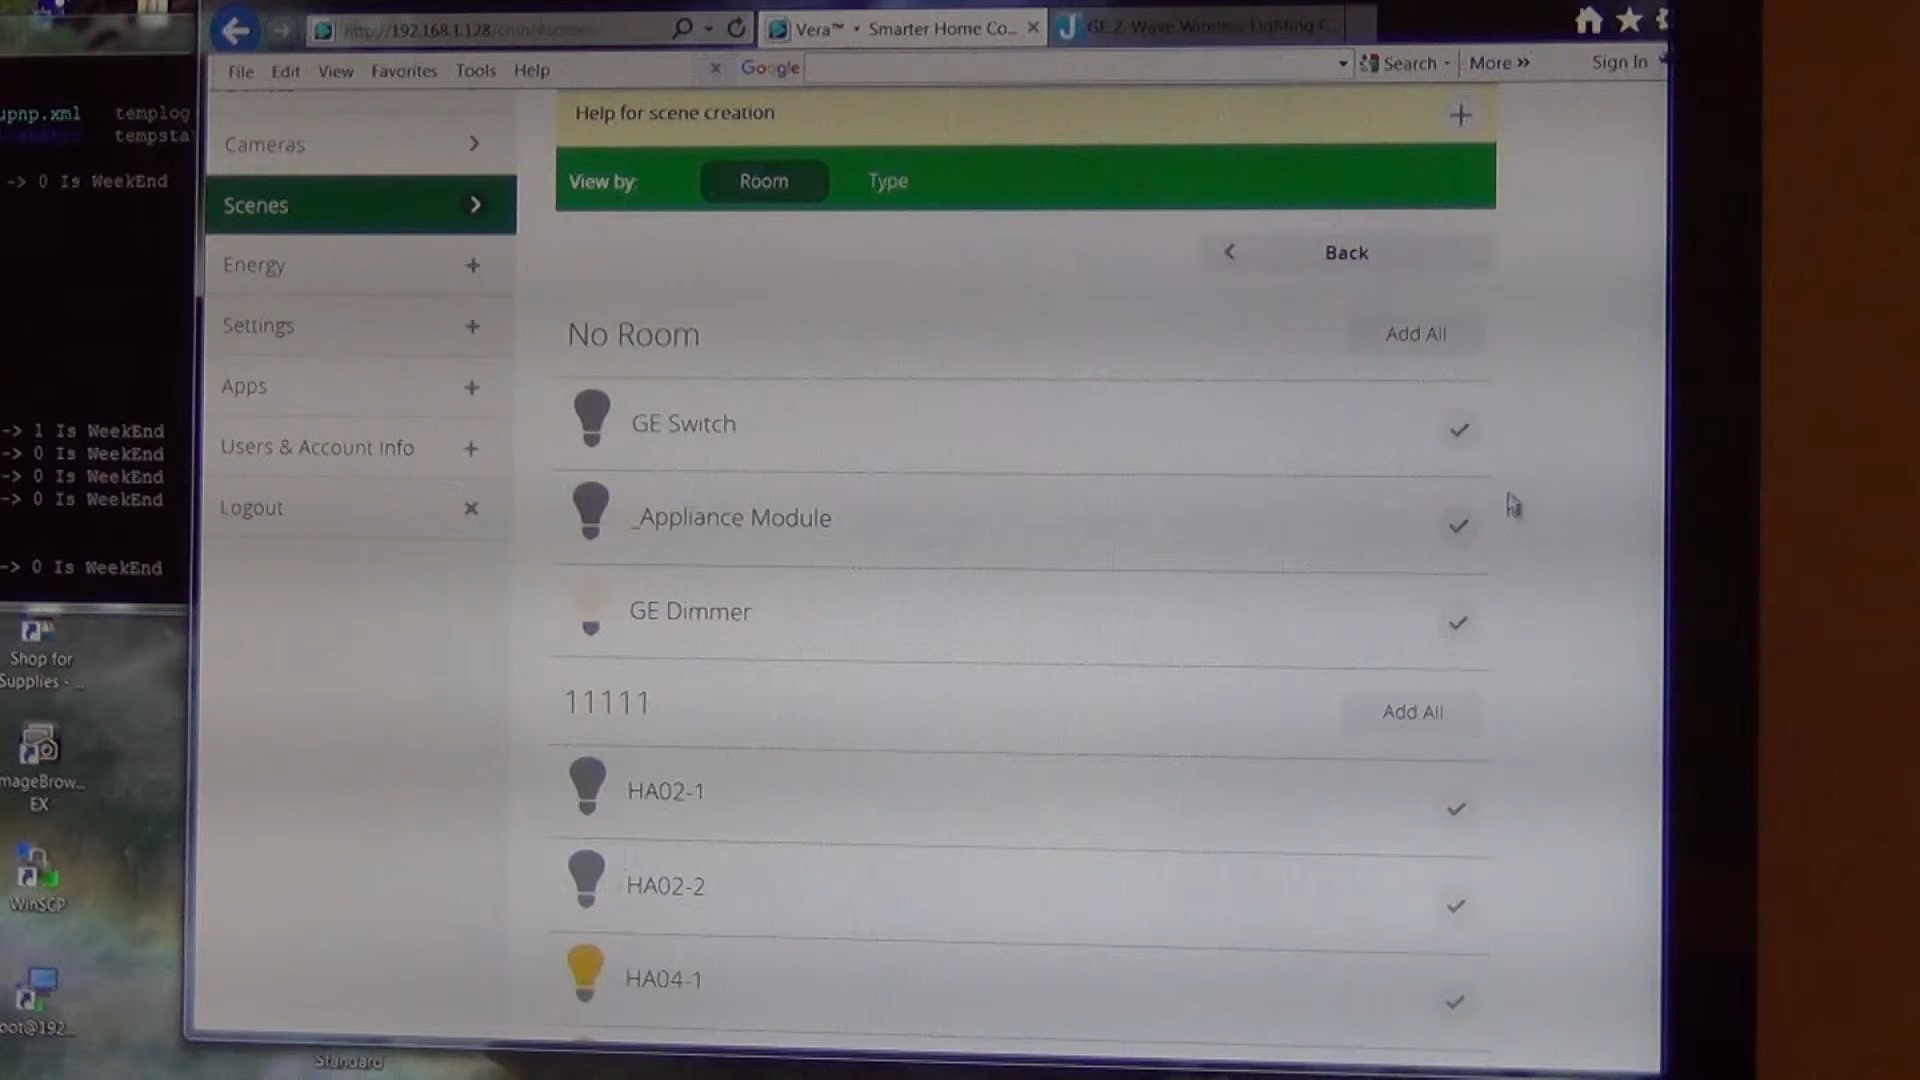 Vera™ • Smarter Home Co...
GE Z-Wave Wireless Lighting C...
File Edit View Favorites Tools Help
x Google
Search
More »
Sign In
upnp.xml templog
tempsta
-> 0 Is WeekEnd
-> 1 Is WeekEnd
-> 0 Is WeekEnd
-> 0 Is WeekEnd
-> 0 Is WeekEnd
-> 0 Is WeekEnd
Shop for
Supplies - ...
mageBrow...
EX
WinSCP
oot@192...
Standard
Cameras
Scenes
Energy
Settings
Apps
Users & Account Info
Logout
Help for scene creation
View by: Room Type
Back
No Room Add All
GE Switch
_Appliance Module
GE Dimmer
11111 Add All
HA02-1
HA02-2
HA04-1